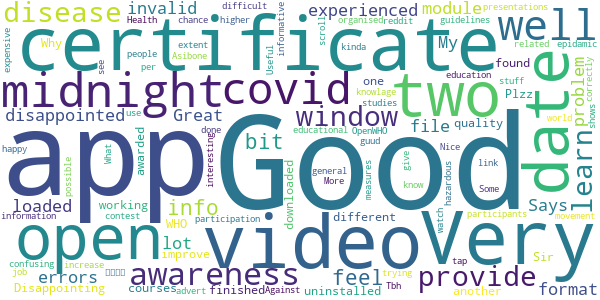 disease
invalid
experienced
module
well
presentations
certificate
Why
Health
chance
higher
difficult
organised
reddit
guidelines
My
people
per
extent
Asibone
see
Useful
informative
scrolls
kinda
related
epidamic
expensive
midnight
covid
two
found
stuff
Plzz
date
problem
correctly
learn
disappointed
use
Great
window
one
knowlage
studies
education
file
quality
shows
world
app
Good
happy
possible
What
awarded
done
interesting
bit
educational
OpenWHO
guud
downloaded
general
More
measures
give
know
Nice
hazardous
link
Some
loaded
info
working
contest
information
WHO
participation
different
Says
open
lot
video
Very
watch
participants
movement
improve
feel
provide
Sir
errors
awareness
tap
trying
format
confusing
increase
job
courses
finished
Against
Tbh
another
Disappointing
advert
uninstalled